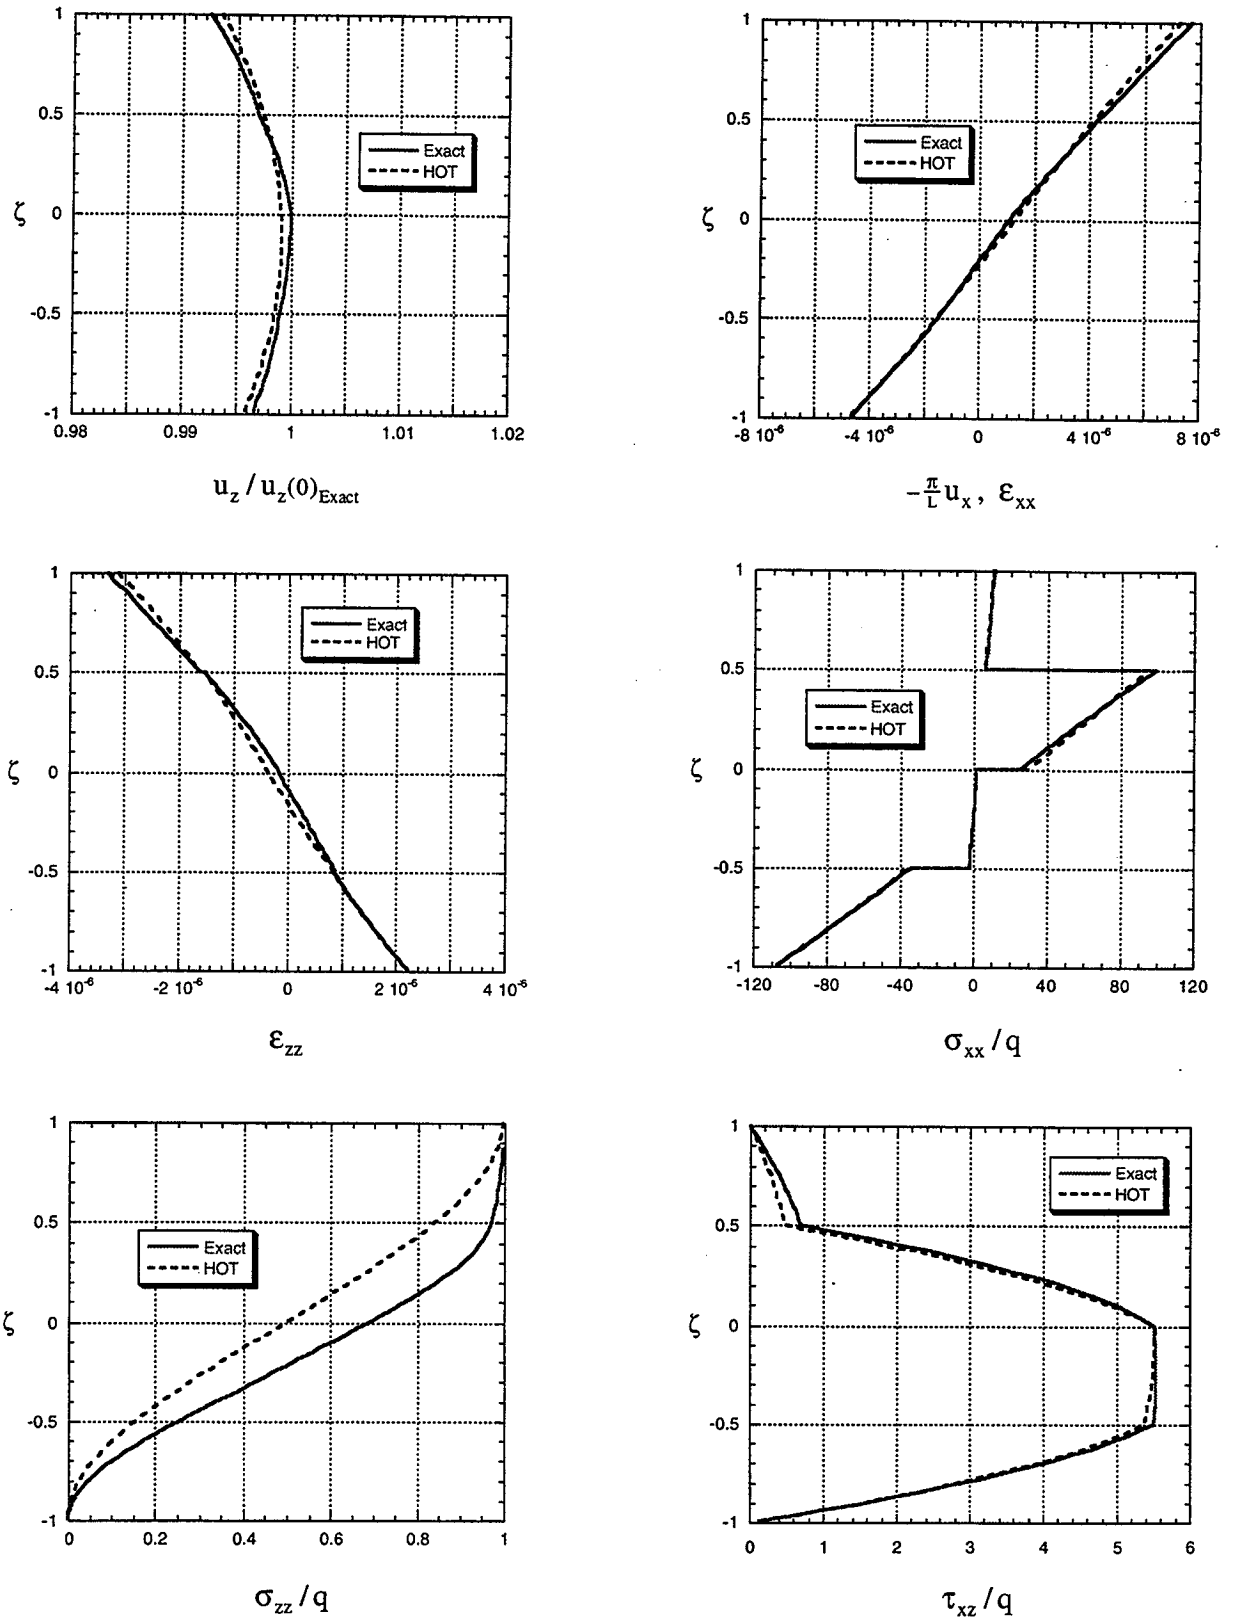 1
0.5
ζ
0
-0.5
-1
0.98 0.99 1 1.01 1.02
Exact
HOT
u_z / u_z(0)_Exact
1
0.5
ζ
0
-0.5
-1
-8 10⁻⁶ -4 10⁻⁶ 0 4 10⁻⁶ 8 10⁻⁶
Exact
HOT
-π/L u_x , ε_xx
1
0.5
ζ
0
-0.5
-1
-4 10⁻⁶ -2 10⁻⁶ 0 2 10⁻⁶ 4 10⁻⁶
Exact
HOT
ε_zz
1
0.5
ζ
0
-0.5
-1
-120 -80 -40 0 40 80 120
Exact
HOT
σ_xx / q
1
0.5
ζ
0
-0.5
-1
0 0.2 0.4 0.6 0.8 1
Exact
HOT
σ_zz / q
1
0.5
ζ
0
-0.5
-1
0 1 2 3 4 5 6
Exact
HOT
τ_xz / q